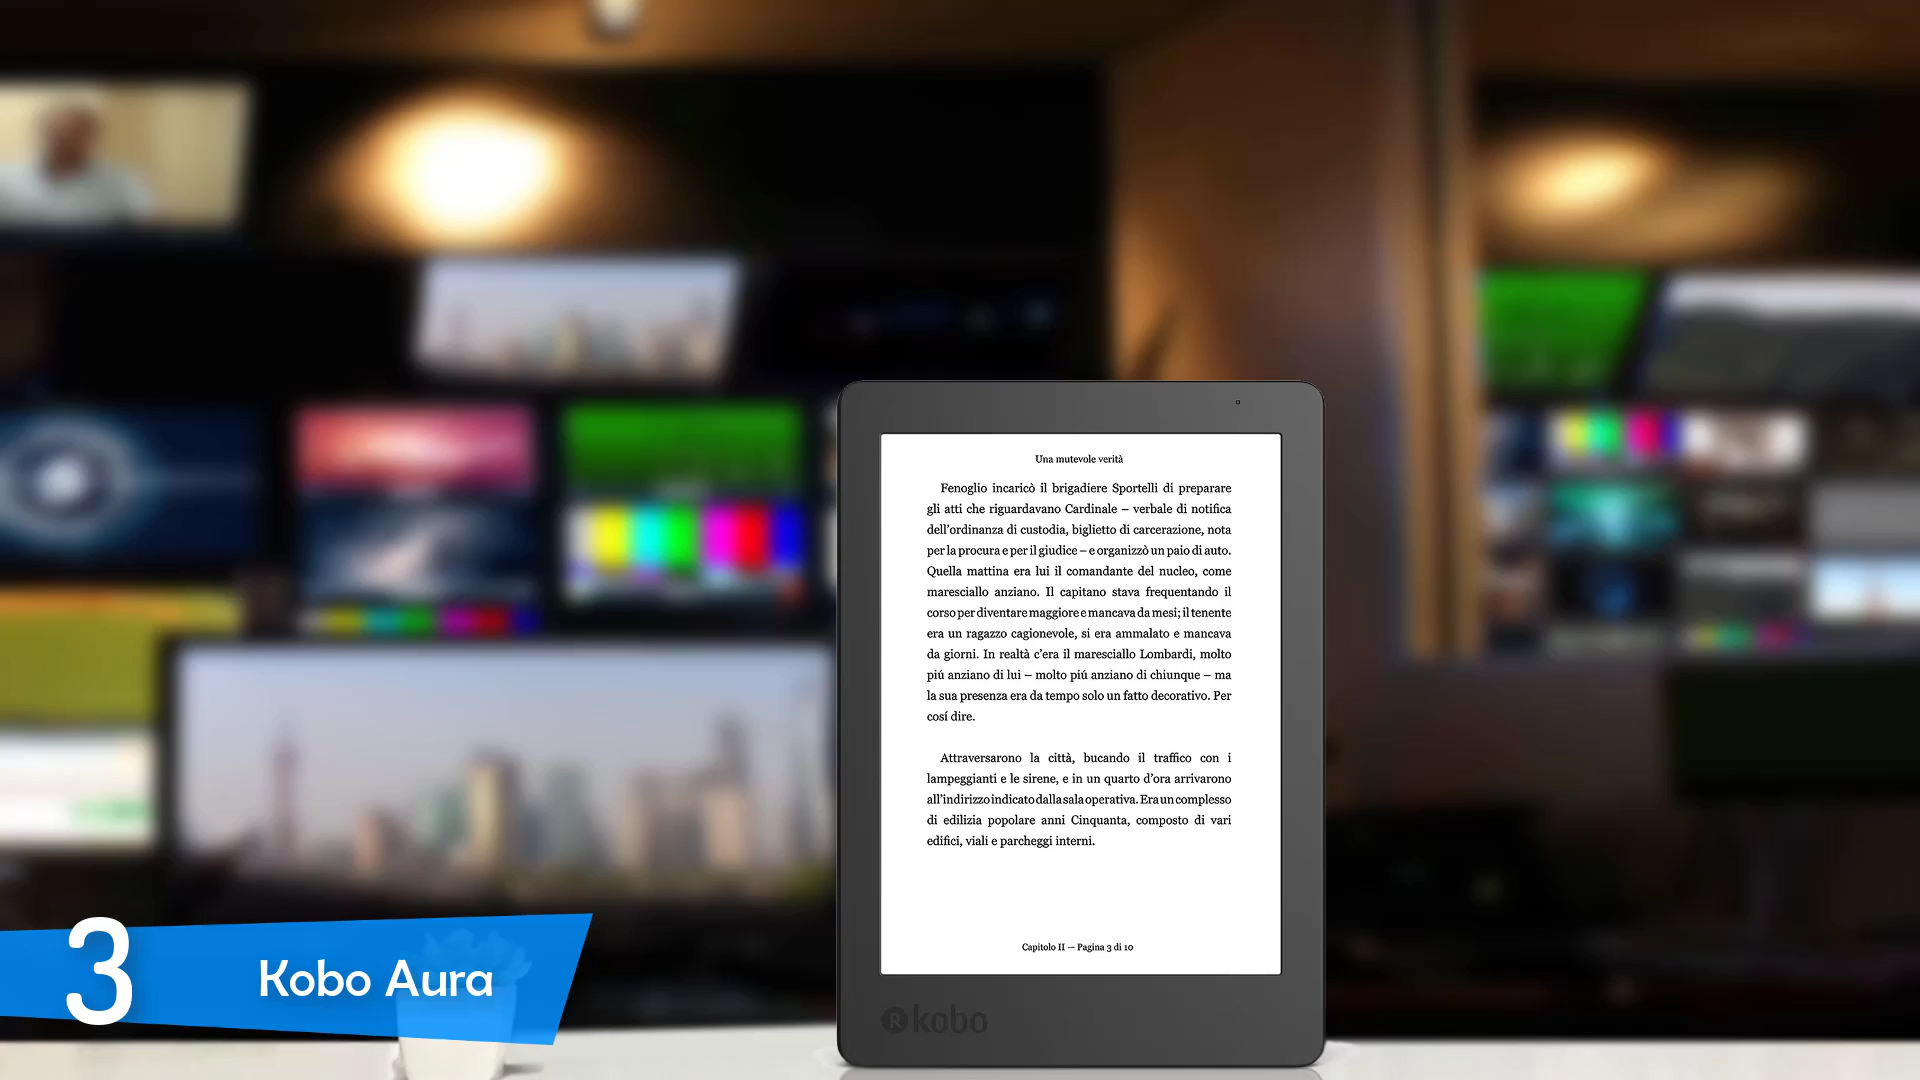 Una mutevole verità
Fenoglio incaricò il brigadiere Sportelli di preparare
gli atti che riguardavano Cardinale – verbale di notifica
dell'ordinanza di custodia, biglietto di carcerazione, nota
per la procura e per il giudice – e organizzò un paio di auto.
Quella mattina era lui il comandante del nucleo, come
maresciallo anziano. Il capitano stava frequentando il
corso per diventare maggiore e mancava da mesi; il tenente
era un ragazzo cagionevole, si era ammalato e mancava
da giorni. In realtà c'era il maresciallo Lombardi, molto
piú anziano di lui – molto piú anziano di chiunque – ma
la sua presenza era da tempo solo un fatto decorativo. Per
cosí dire.
Attraversarono la città, bucando il traffico con i
lampeggianti e le sirene, e in un quarto d'ora arrivarono
all'indirizzo indicato dalla sala operativa. Era un complesso
di edilizia popolare anni Cinquanta, composto di vari
edifici, viali e parcheggi interni.
Capitolo II — Pagina 3 di 10
R kobo
3 Kobo Aura